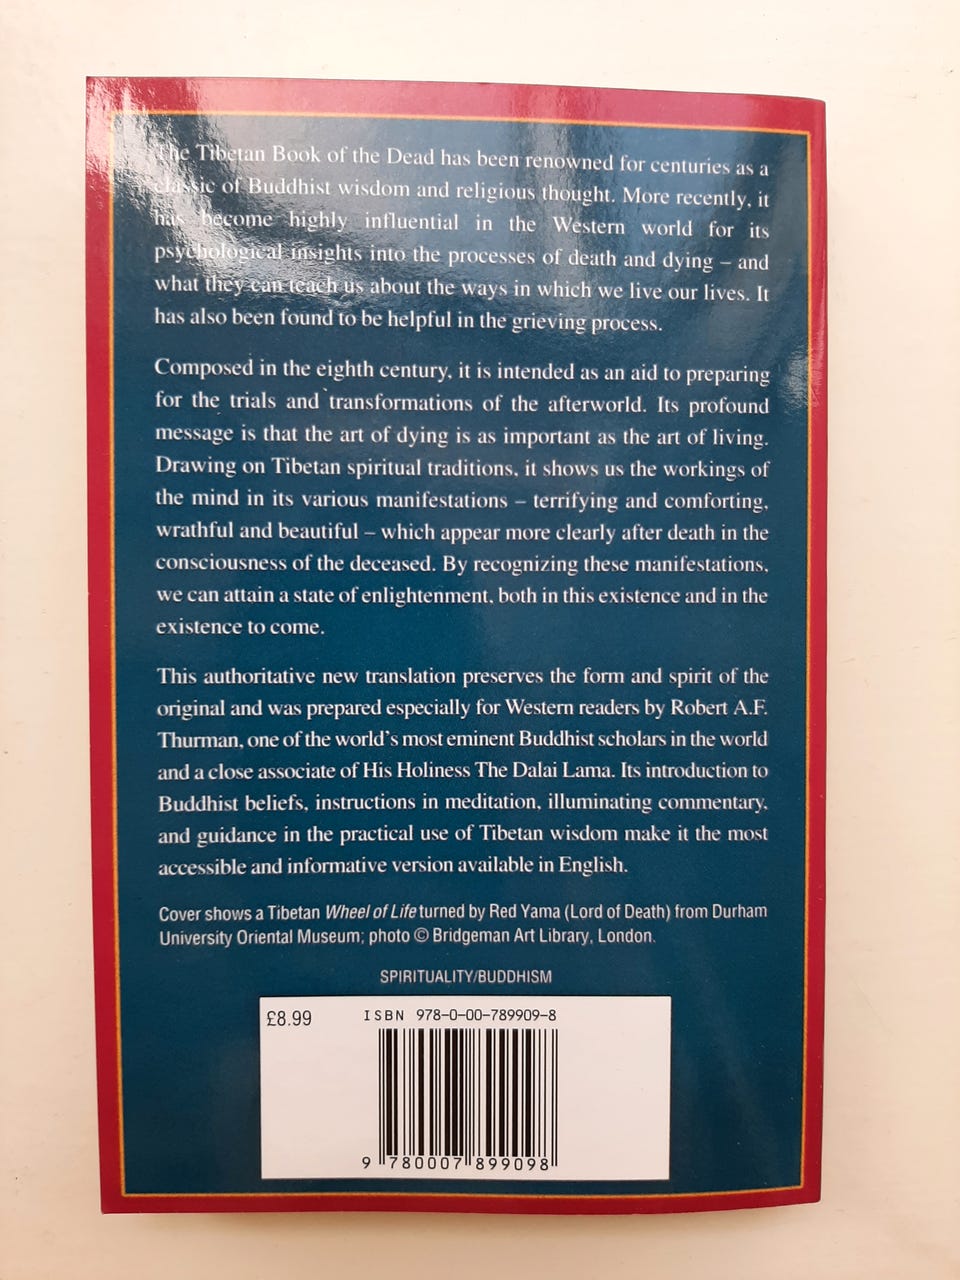 The Tibetan Book of the Dead has been renowned for centuries as a
classic of Buddhist wisdom and religious thought. More recently, it
has become highly influential in the Western world for its
psychological insights into the processes of death and dying – and
what they can teach us about the ways in which we live our lives. It
has also been found to be helpful in the grieving process.
Composed in the eighth century, it is intended as an aid to preparing
for the trials and transformations of the afterworld. Its profound
message is that the art of dying is as important as the art of living.
Drawing on Tibetan spiritual traditions, it shows us the workings of
the mind in its various manifestations – terrifying and comforting,
wrathful and beautiful – which appear more clearly after death in the
consciousness of the deceased. By recognizing these manifestations,
we can attain a state of enlightenment, both in this existence and in the
existence to come.
This authoritative new translation preserves the form and spirit of the
original and was prepared especially for Western readers by Robert A.F.
Thurman, one of the world's most eminent Buddhist scholars in the world
and a close associate of His Holiness The Dalai Lama. Its introduction to
Buddhist beliefs, instructions in meditation, illuminating commentary,
and guidance in the practical use of Tibetan wisdom make it the most
accessible and informative version available in English.
Cover shows a Tibetan Wheel of Life turned by Red Yama (Lord of Death) from Durham
University Oriental Museum; photo © Bridgeman Art Library, London.
SPIRITUALITY/BUDDHISM
£8.99
ISBN 978-0-00-789909-8
9 780007 899098